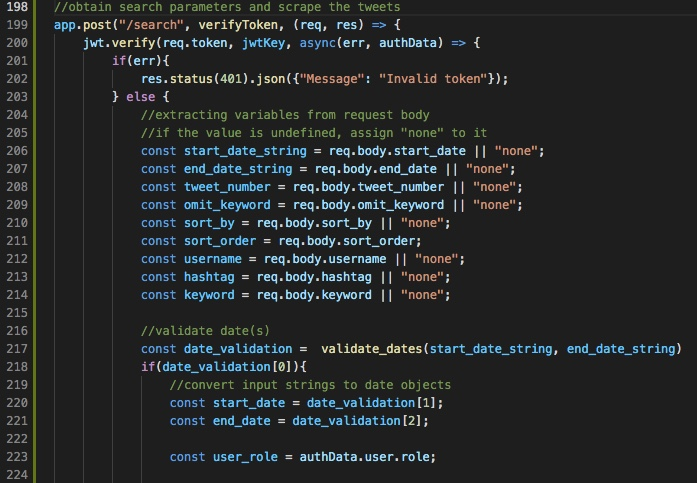 198 //obtain search parameters and scrape the tweets
199 app.post("/search", verifyToken, (req, res) => {
200     jwt.verify(req.token, jwtKey, async(err, authData) => {
201         if(err){
202             res.status(401).json({"Message": "Invalid token"});
203         } else {
204             //extracting variables from request body
205             //if the value is undefined, assign "none" to it
206             const start_date_string = req.body.start_date || "none";
207             const end_date_string = req.body.end_date || "none";
208             const tweet_number = req.body.tweet_number || "none";
209             const omit_keyword = req.body.omit_keyword || "none";
210             const sort_by = req.body.sort_by || "none";
211             const sort_order = req.body.sort_order;
212             const username = req.body.username || "none";
213             const hashtag = req.body.hashtag || "none";
214             const keyword = req.body.keyword || "none";
215
216             //validate date(s)
217             const date_validation =  validate_dates(start_date_string, end_date_string)
218             if(date_validation[0]){
219                 //convert input strings to date objects
220                 const start_date = date_validation[1];
221                 const end_date = date_validation[2];
222
223                 const user_role = authData.user.role;
224